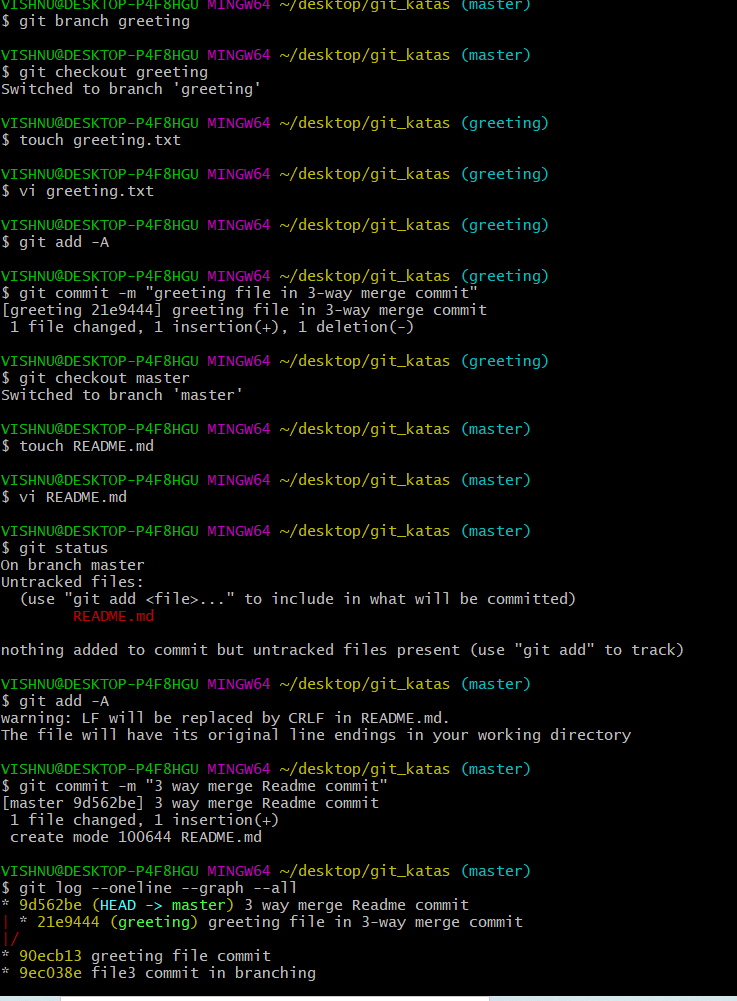 VISHNU@DESKTOP-P4F8HGU MINGW64 ~/desktop/git_katas (master)
$ git branch greeting

VISHNU@DESKTOP-P4F8HGU MINGW64 ~/desktop/git_katas (master)
$ git checkout greeting
Switched to branch 'greeting'

VISHNU@DESKTOP-P4F8HGU MINGW64 ~/desktop/git_katas (greeting)
$ touch greeting.txt

VISHNU@DESKTOP-P4F8HGU MINGW64 ~/desktop/git_katas (greeting)
$ vi greeting.txt

VISHNU@DESKTOP-P4F8HGU MINGW64 ~/desktop/git_katas (greeting)
$ git add -A

VISHNU@DESKTOP-P4F8HGU MINGW64 ~/desktop/git_katas (greeting)
$ git commit -m "greeting file in 3-way merge commit"
[greeting 21e9444] greeting file in 3-way merge commit
 1 file changed, 1 insertion(+), 1 deletion(-)

VISHNU@DESKTOP-P4F8HGU MINGW64 ~/desktop/git_katas (greeting)
$ git checkout master
Switched to branch 'master'

VISHNU@DESKTOP-P4F8HGU MINGW64 ~/desktop/git_katas (master)
$ touch README.md

VISHNU@DESKTOP-P4F8HGU MINGW64 ~/desktop/git_katas (master)
$ vi README.md

VISHNU@DESKTOP-P4F8HGU MINGW64 ~/desktop/git_katas (master)
$ git status
On branch master
Untracked files:
  (use "git add <file>..." to include in what will be committed)
        README.md

nothing added to commit but untracked files present (use "git add" to track)

VISHNU@DESKTOP-P4F8HGU MINGW64 ~/desktop/git_katas (master)
$ git add -A
warning: LF will be replaced by CRLF in README.md.
The file will have its original line endings in your working directory

VISHNU@DESKTOP-P4F8HGU MINGW64 ~/desktop/git_katas (master)
$ git commit -m "3 way merge Readme commit"
[master 9d562be] 3 way merge Readme commit
 1 file changed, 1 insertion(+)
 create mode 100644 README.md

VISHNU@DESKTOP-P4F8HGU MINGW64 ~/desktop/git_katas (master)
$ git log --oneline --graph --all
* 9d562be (HEAD -> master) 3 way merge Readme commit
| * 21e9444 (greeting) greeting file in 3-way merge commit
|/
* 90ecb13 greeting file commit
* 9ec038e file3 commit in branching